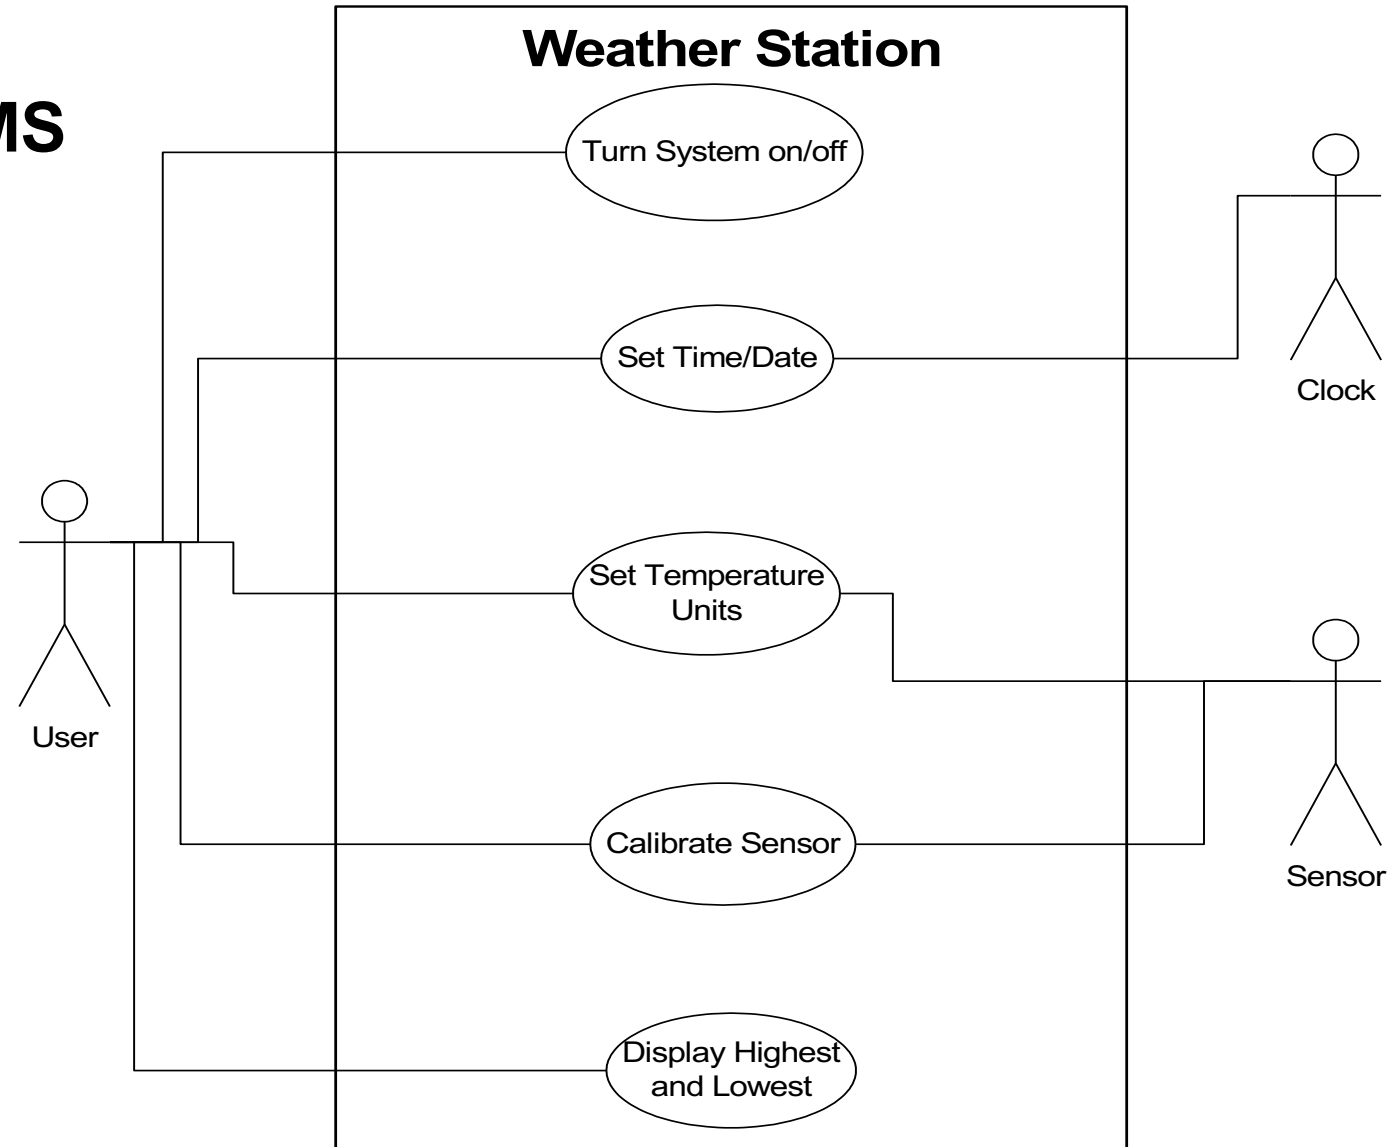 Weather Station
MS
Turn System on/off
Set Time/Date
Clock
Set Temperature
Units
User
Calibrate Sensor
Sensor
Display Highest
and Lowest